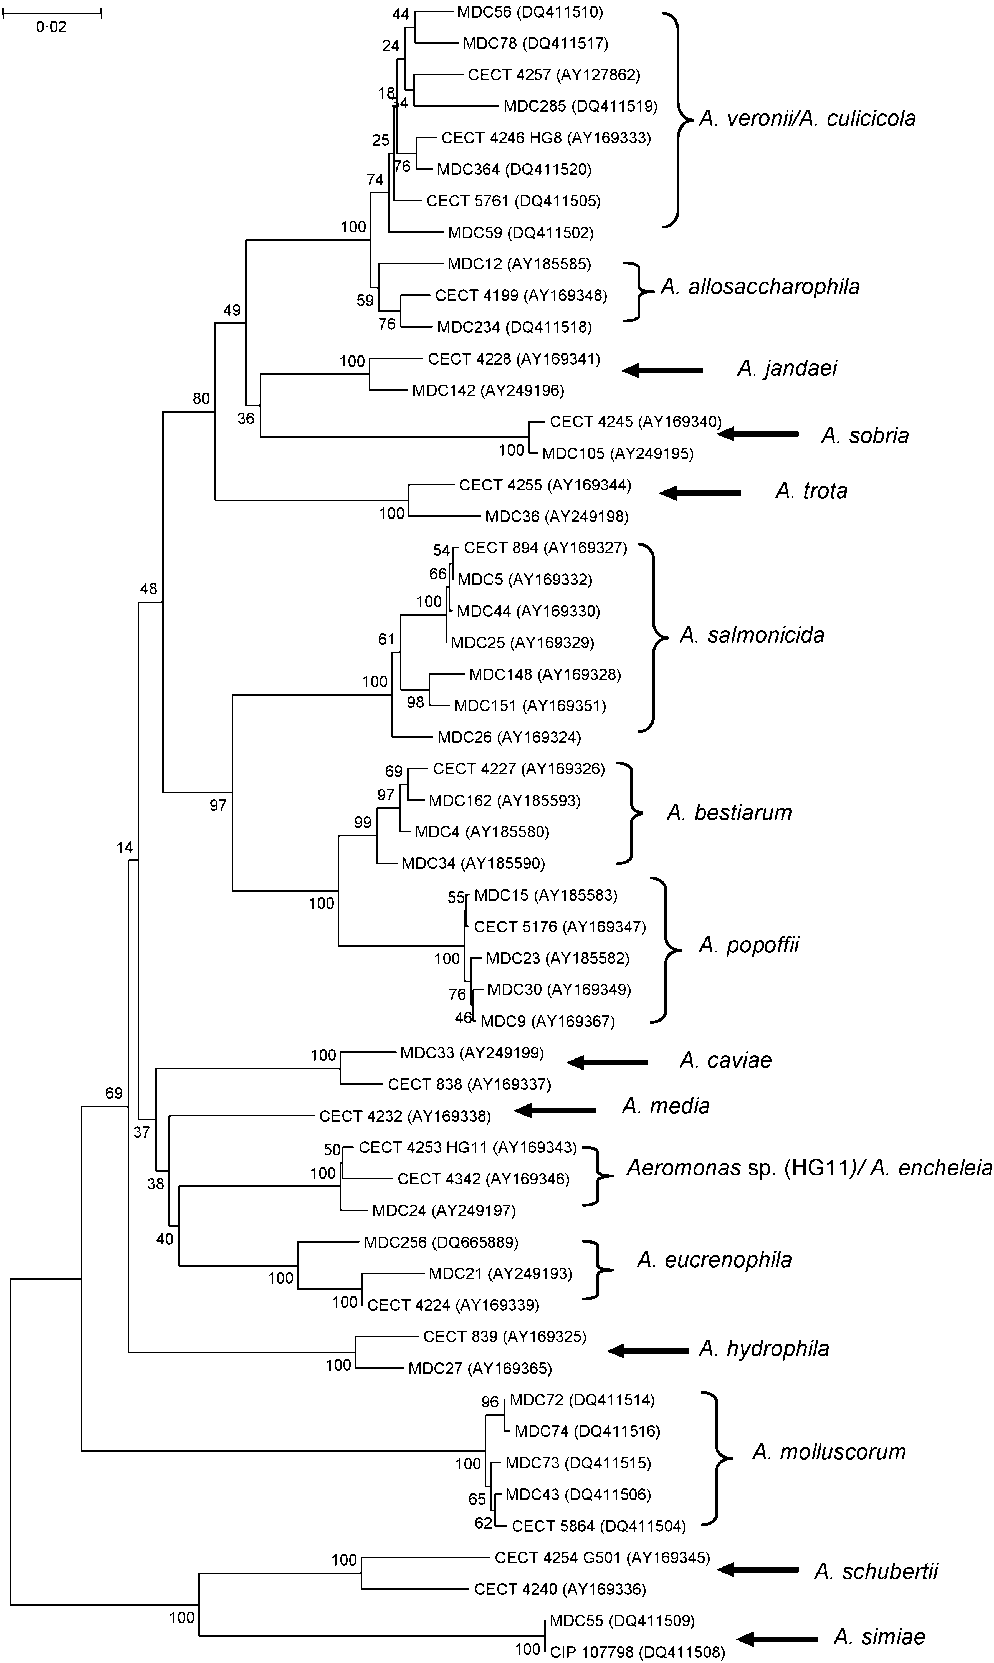 0·02
44
MDC56 (DQ411510)
24
MDC78 (DQ411517)
CECT 4257 (AY127862)
18
34
MDC285 (DQ411519)
A. veronii/A. culicicola
25
CECT 4246 HG8 (AY169333)
76
MDC364 (DQ411520)
74
CECT 5761 (DQ411505)
100
MDC59 (DQ411502)
MDC12 (AY185585)
59
CECT 4199 (AY169348)
A. allosaccharophila
76
MDC234 (DQ411518)
49
100
CECT 4228 (AY169341)
A. jandaei
MDC142 (AY249196)
80
36
CECT 4245 (AY169340)
A. sobria
100
MDC105 (AY249195)
CECT 4255 (AY169344)
A. trota
100
MDC36 (AY249198)
54
CECT 894 (AY169327)
66
MDC5 (AY169332)
48
100
MDC44 (AY169330)
61
MDC25 (AY169329)
A. salmonicida
100
MDC148 (AY169328)
98
MDC151 (AY169351)
MDC26 (AY169324)
97
69
CECT 4227 (AY169326)
97
MDC162 (AY185593)
A. bestiarum
99
MDC4 (AY185580)
14
MDC34 (AY185590)
100
55
MDC15 (AY185583)
CECT 5176 (AY169347)
A. popoffii
100
MDC23 (AY185582)
76
MDC30 (AY169349)
46
MDC9 (AY169367)
100
MDC33 (AY249199)
A. caviae
CECT 838 (AY169337)
69
37
CECT 4232 (AY169338)
A. media
50
CECT 4253 HG11 (AY169343)
38
100
CECT 4342 (AY169346)
Aeromonas sp. (HG11)/ A. encheleia
MDC24 (AY249197)
40
MDC256 (DQ665889)
100
MDC21 (AY249193)
A. eucrenophila
100
CECT 4224 (AY169339)
CECT 839 (AY169325)
A. hydrophila
100
MDC27 (AY169365)
96
MDC72 (DQ411514)
MDC74 (DQ411516)
100
MDC73 (DQ411515)
A. molluscorum
65
MDC43 (DQ411506)
62
CECT 5864 (DQ411504)
100
CECT 4254 G501 (AY169345)
A. schubertii
CECT 4240 (AY169336)
100
MDC55 (DQ411509)
A. simiae
100
CIP 107798 (DQ411508)